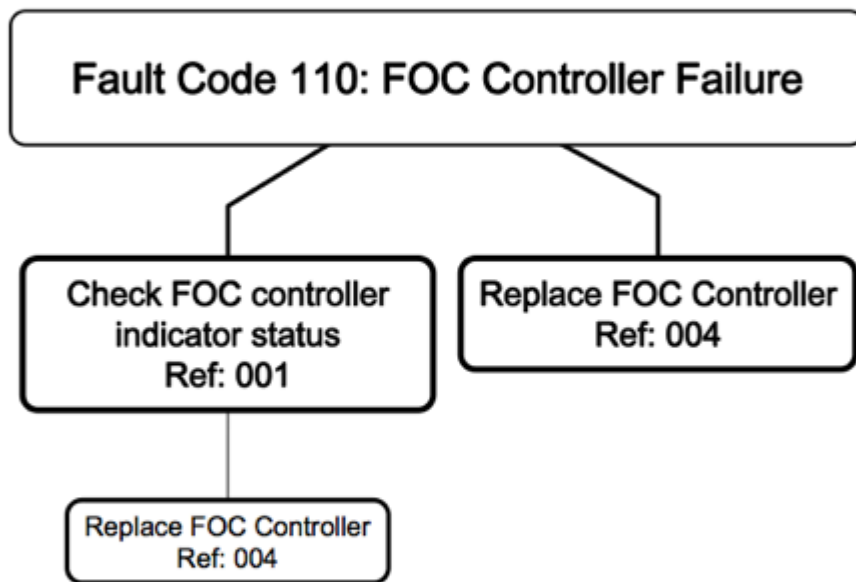 Fault Code 110: FOC Controller Failure
Check FOC controller
indicator status
Ref: 001
Replace FOC Controller
Ref: 004
Replace FOC Controller
Ref: 004